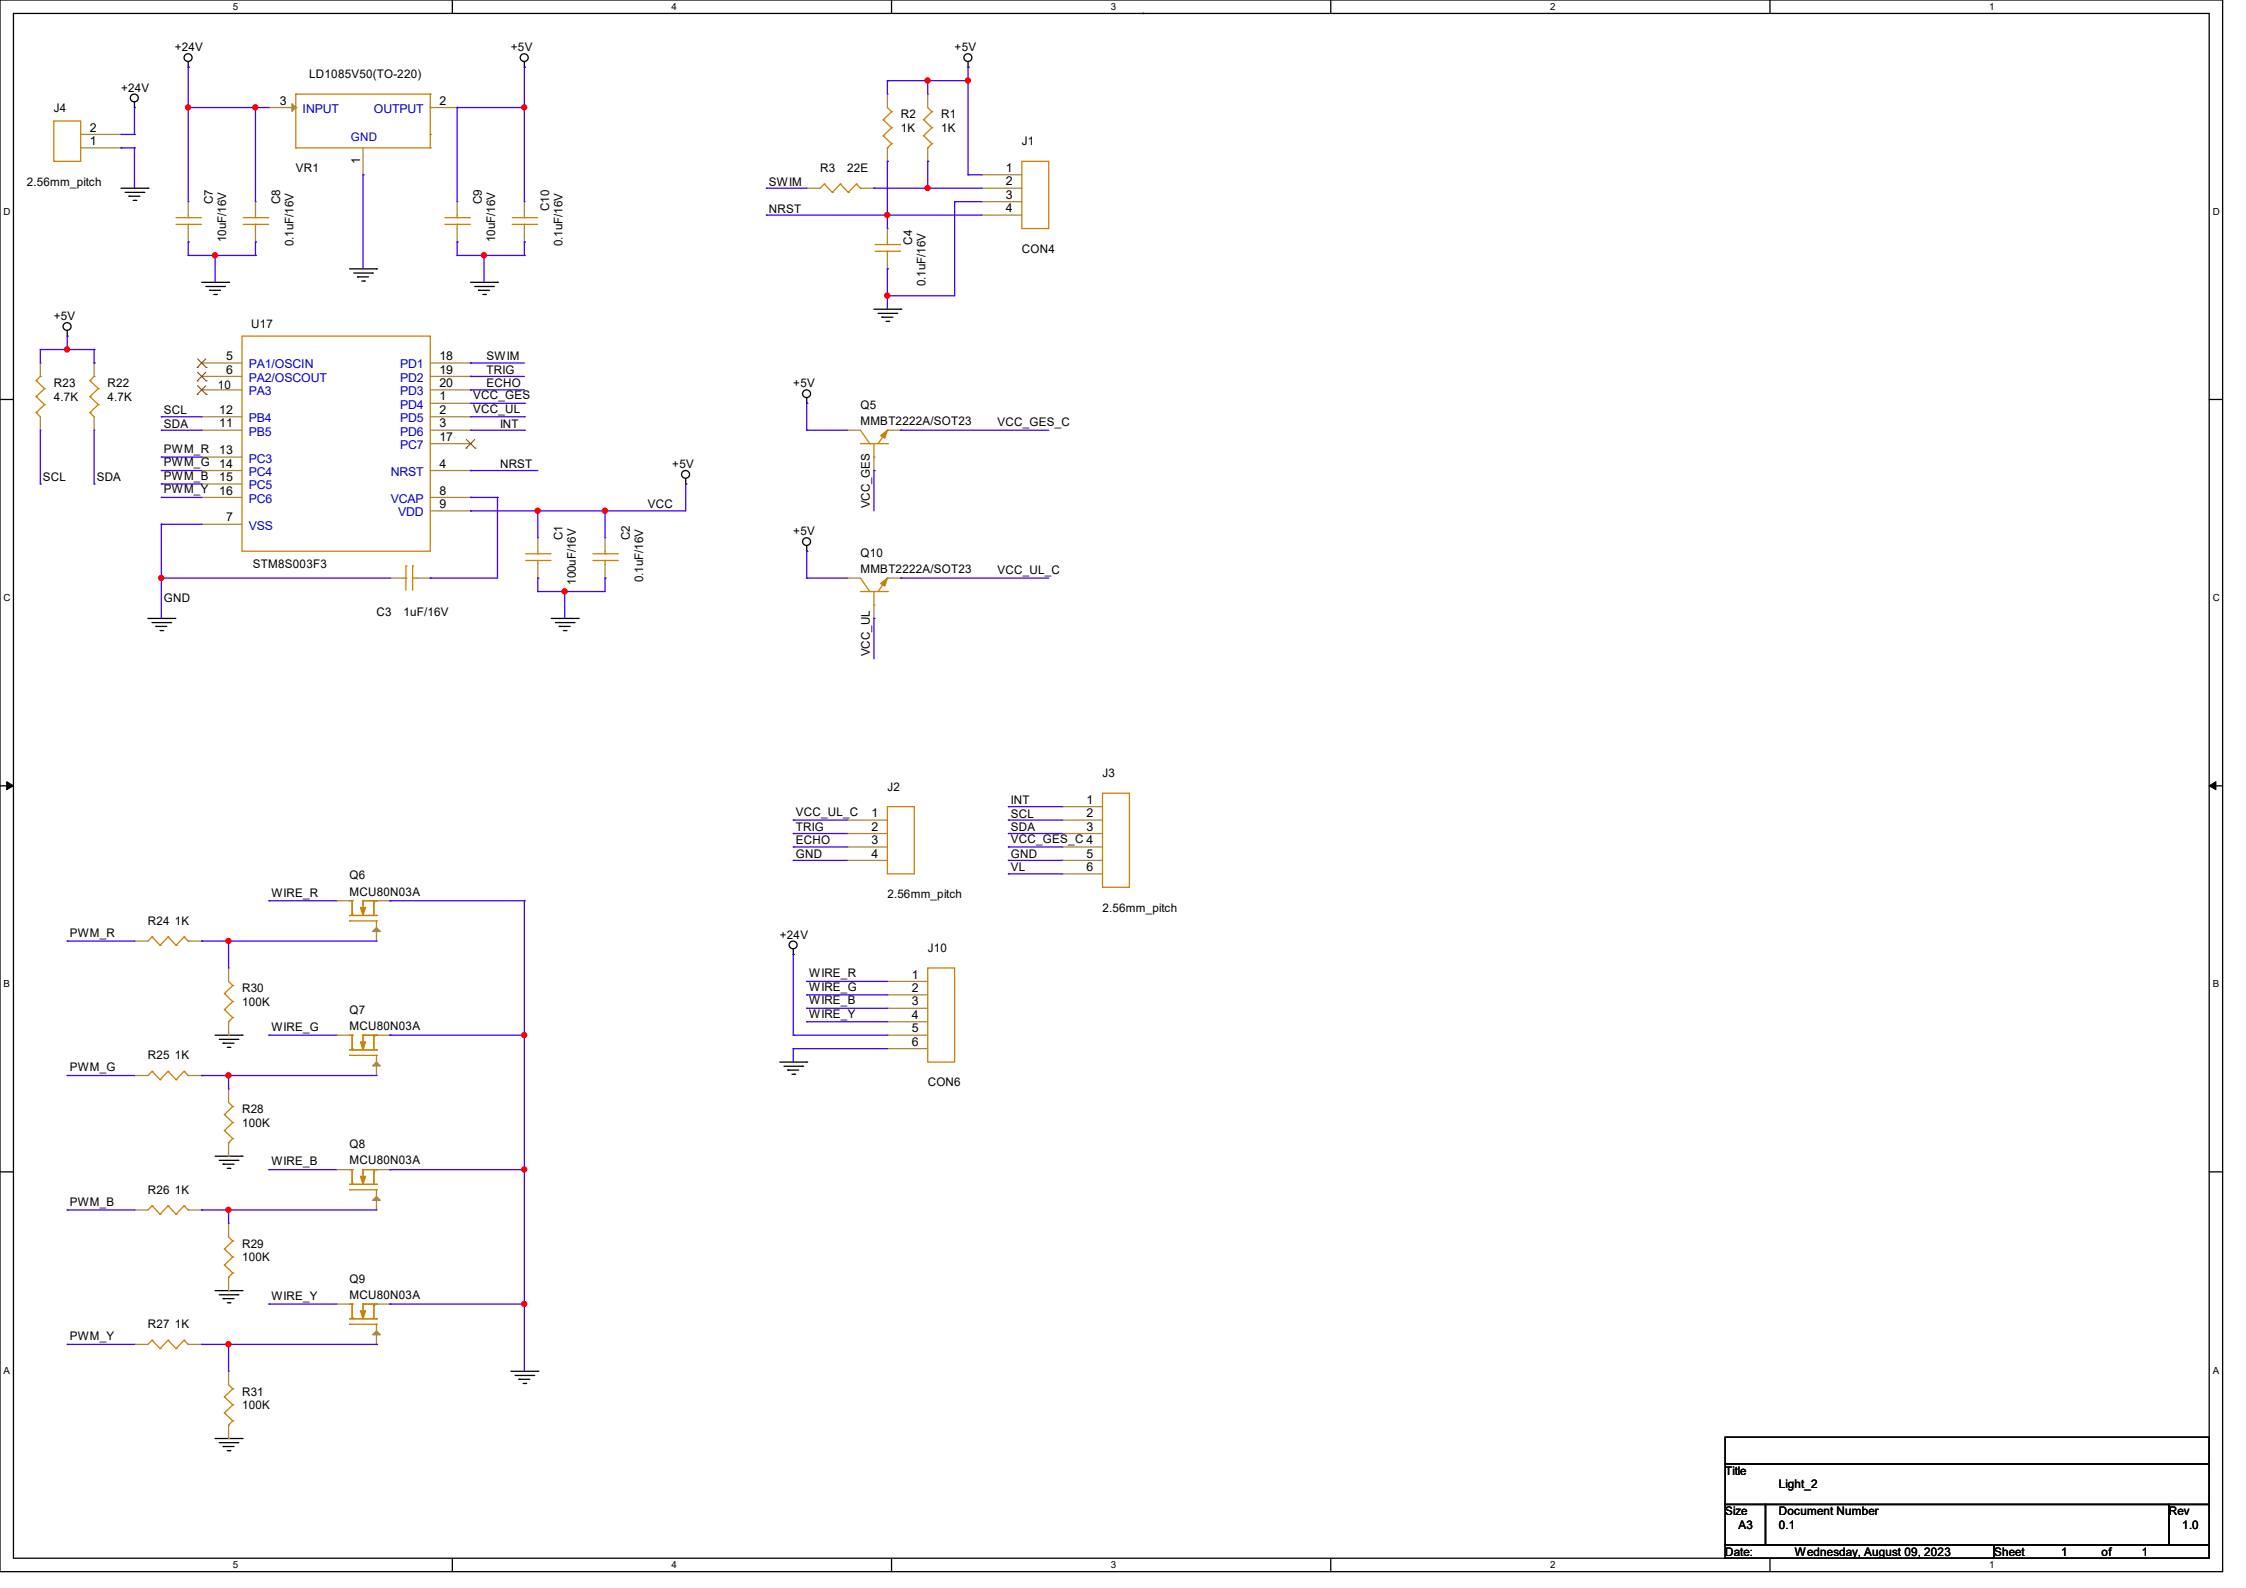 5 4 3 2 1
+24V
+5V
LD1085V50(TO-220)
3 INPUT OUTPUT 2
GND
1
VR1
J4
+24V
2
1
2.56mm_pitch
C7
10uF/16V
C8
0.1uF/16V
C9
10uF/16V
C10
0.1uF/16V
+5V
R2
1K
R1
1K
R3 22E
SWIM
NRST
J1
1
2
3
4
CON4
C4
0.1uF/16V
D
D
+5V
R23
4.7K
R22
4.7K
SCL
SDA
U17
5 PA1/OSCIN
6 PA2/OSCOUT
10 PA3
SCL 12 PB4
SDA 11 PB5
PWM_R 13 PC3
PWM_G 14 PC4
PWM_B 15 PC5
PWM_Y 16 PC6
7 VSS
PD1 18 SWIM
PD2 19 TRIG
PD3 20 ECHO
PD4 1 VCC_GES
PD5 2 VCC_UL
PD6 3 INT
PC7 17
NRST 4 NRST
VCAP 8
VDD 9
VCC
+5V
STM8S003F3
GND
C3 1uF/16V
C1
100uF/16V
C2
0.1uF/16V
+5V
Q5
MMBT2222A/SOT23
VCC_GES_C
VCC_GES
+5V
Q10
MMBT2222A/SOT23
VCC_UL_C
VCC_UL
C
C
J2
VCC_UL_C 1
TRIG 2
ECHO 3
GND 4
2.56mm_pitch
J3
INT 1
SCL 2
SDA 3
VCC_GES_C 4
GND 5
VL 6
2.56mm_pitch
Q6
MCU80N03A
WIRE_R
R24 1K
PWM_R
R30
100K
Q7
MCU80N03A
WIRE_G
R25 1K
PWM_G
R28
100K
Q8
MCU80N03A
WIRE_B
R26 1K
PWM_B
R29
100K
Q9
MCU80N03A
WIRE_Y
R27 1K
PWM_Y
R31
100K
+24V
J10
WIRE_R 1
WIRE_G 2
WIRE_B 3
WIRE_Y 4
5
6
CON6
B
B
A
A
Title
Light_2
Size Document Number Rev
A3 0.1 1.0
Date: Wednesday, August 09, 2023 Sheet 1 of 1
5 4 3 2 1